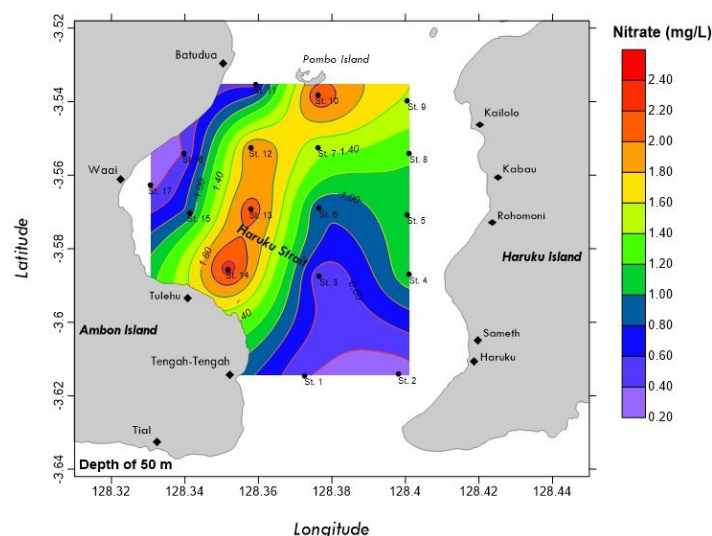 Nitrate (mg/L)
2.40
2.20
2.00
1.80
1.60
1.40
1.20
1.00
0.80
0.60
0.40
0.20
-3.52
-3.54
-3.56
-3.58
-3.6
-3.62
-3.64
Latitude
128.32
128.34
128.36
128.38
128.4
128.42
128.44
Longitude
Batudua
Pombo Island
St. 11
St. 10
St. 9
Kailolo
St. 12
St. 7
1.40
St. 8
Waai
St. 17
1.00
1.40
1.00
Kabau
St. 15
St. 13
St. 6
St. 5
Rohomoni
Haruku Strait
1.80
Haruku Island
St. 14
St. 3
St. 4
Tulehu
Ambon Island
Sameth
Haruku
Tengah-Tengah
St. 1
St. 2
Tial
Depth of 50 m